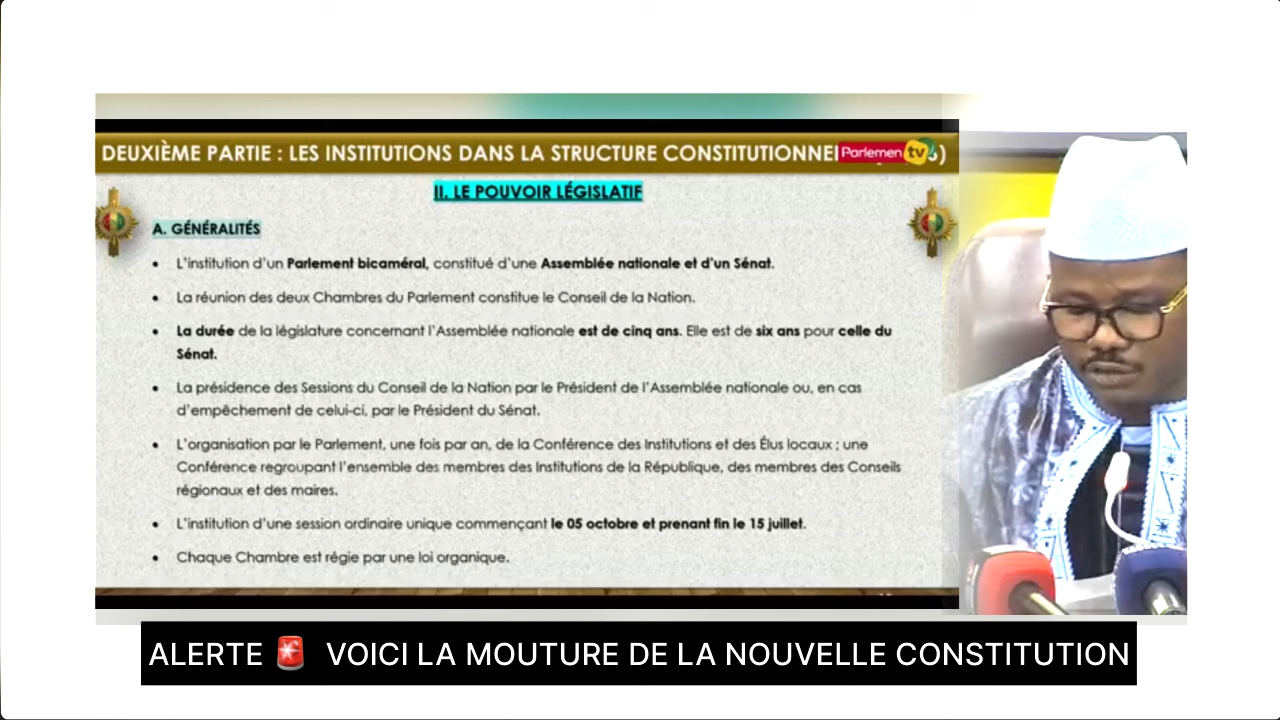 DEUXIÈME PARTIE : LES INSTITUTIONS DANS LA STRUCTURE CONSTITUTIONNEL
Parlemen tv
II. LE POUVOIR LÉGISLATIF
A. GÉNÉRALITÉS
• L'institution d'un Parlement bicaméral, constitué d'une Assemblée nationale et d'un Sénat.
• La réunion des deux Chambres du Parlement constitue le Conseil de la Nation.
• La durée de la législature concernant l'Assemblée nationale est de cinq ans. Elle est de six ans pour celle du
Sénat.
• La présidence des Sessions du Conseil de la Nation par le Président de l'Assemblée nationale ou, en cas
d'empêchement de celui-ci, par le Président du Sénat.
• L'organisation par le Parlement, une fois par an, de la Conférence des Institutions et des Élus locaux ; une
Conférence regroupant l'ensemble des membres des Institutions de la République, des membres des Conseils
régionaux et des maires.
• L'institution d'une session ordinaire unique commençant le 05 octobre et prenant fin le 15 juillet.
• Chaque Chambre est régie par une loi organique.
ALERTE 🚨 VOICI LA MOUTURE DE LA NOUVELLE CONSTITUTION